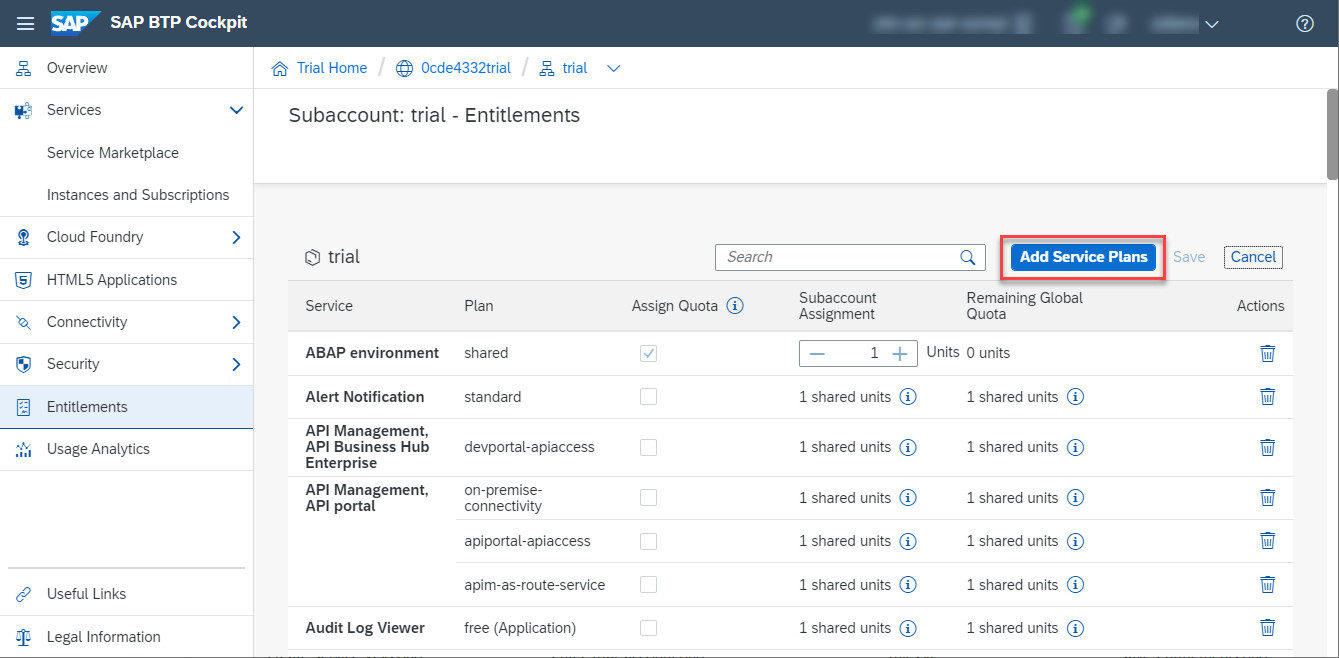 SAP SAP BTP Cockpit
Overview
Services
Service Marketplace
Instances and Subscriptions
Cloud Foundry
HTML5 Applications
Connectivity
Security
Entitlements
Usage Analytics
Useful Links
Legal Information
Trial Home / 0cde4332trial / trial
Subaccount: trial - Entitlements
trial
Search
Add Service Plans
Save
Cancel
Service Plan Assign Quota Subaccount Assignment Remaining Global Quota Actions
ABAP environment shared 1 Units 0 units
Alert Notification standard 1 shared units 1 shared units
API Management,
API Business Hub
Enterprise
devportal-apiaccess 1 shared units 1 shared units
API Management,
API portal
on-premise-
connectivity
1 shared units 1 shared units
apiportal-apiaccess 1 shared units 1 shared units
apim-as-route-service 1 shared units 1 shared units
Audit Log Viewer free (Application) 1 shared units 1 shared units